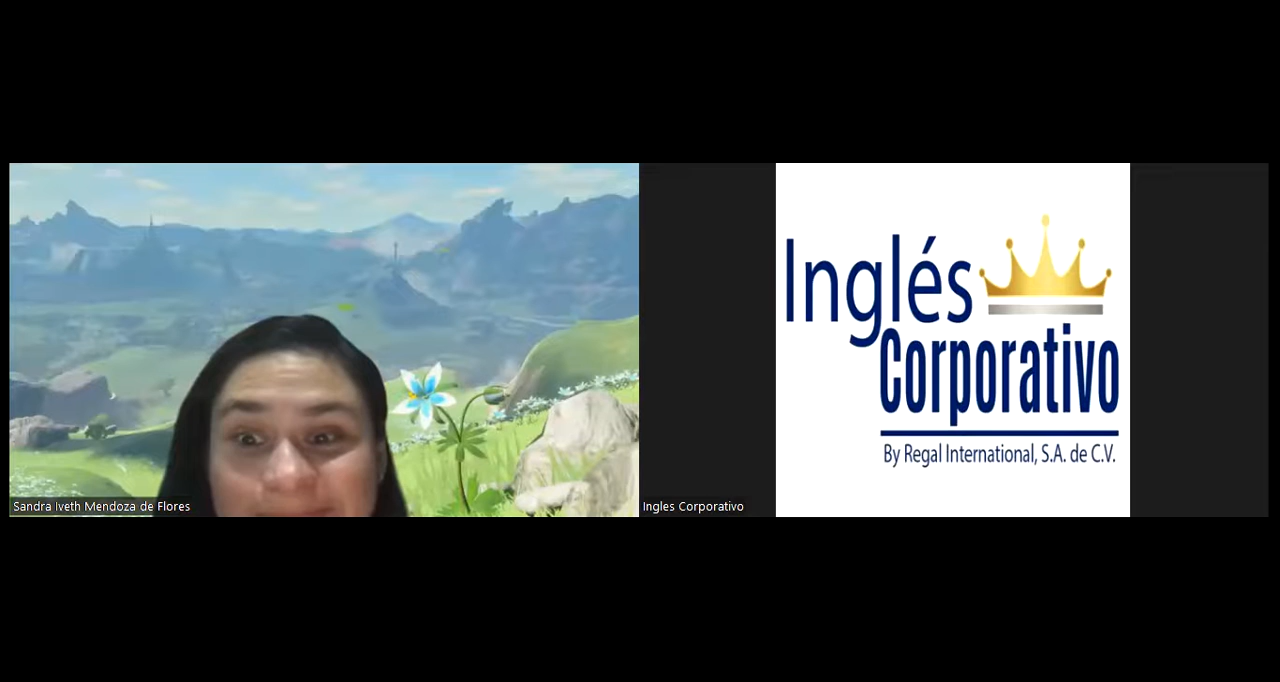 Inglés
Corporativo
By Regal International, S.A. de C.V.
Sandra Iveth Mendoza de Flores
Ingles Corporativo